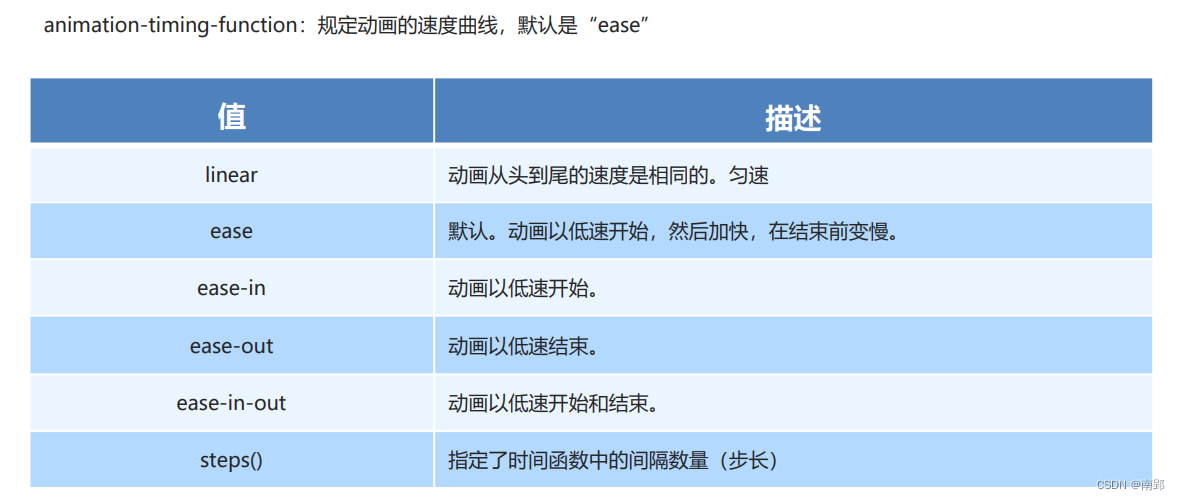 animation-timing-function：规定动画的速度曲线，默认是“ease”
值 描述
linear 动画从头到尾的速度是相同的。匀速
ease 默认。动画以低速开始，然后加快，在结束前变慢。
ease-in 动画以低速开始。
ease-out 动画以低速结束。
ease-in-out 动画以低速开始和结束。
steps() 指定了时间函数中的间隔数量（步长）
CSDN @南郢